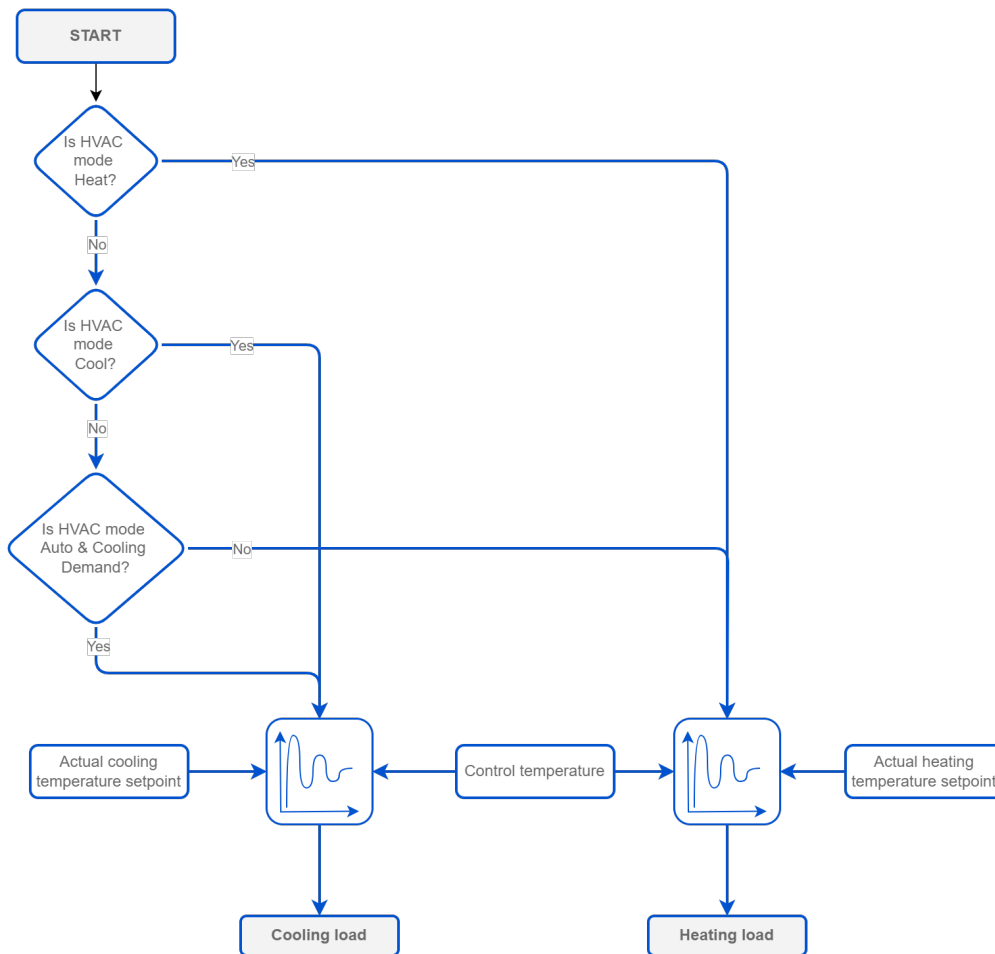 START
Is HVAC
mode
Heat?
Yes
No
Is HVAC
mode
Cool?
Yes
No
Is HVAC mode
Auto & Cooling
Demand?
No
Yes
Actual cooling
temperature setpoint
Control temperature
Actual heating
temperature setpoint
Cooling load
Heating load